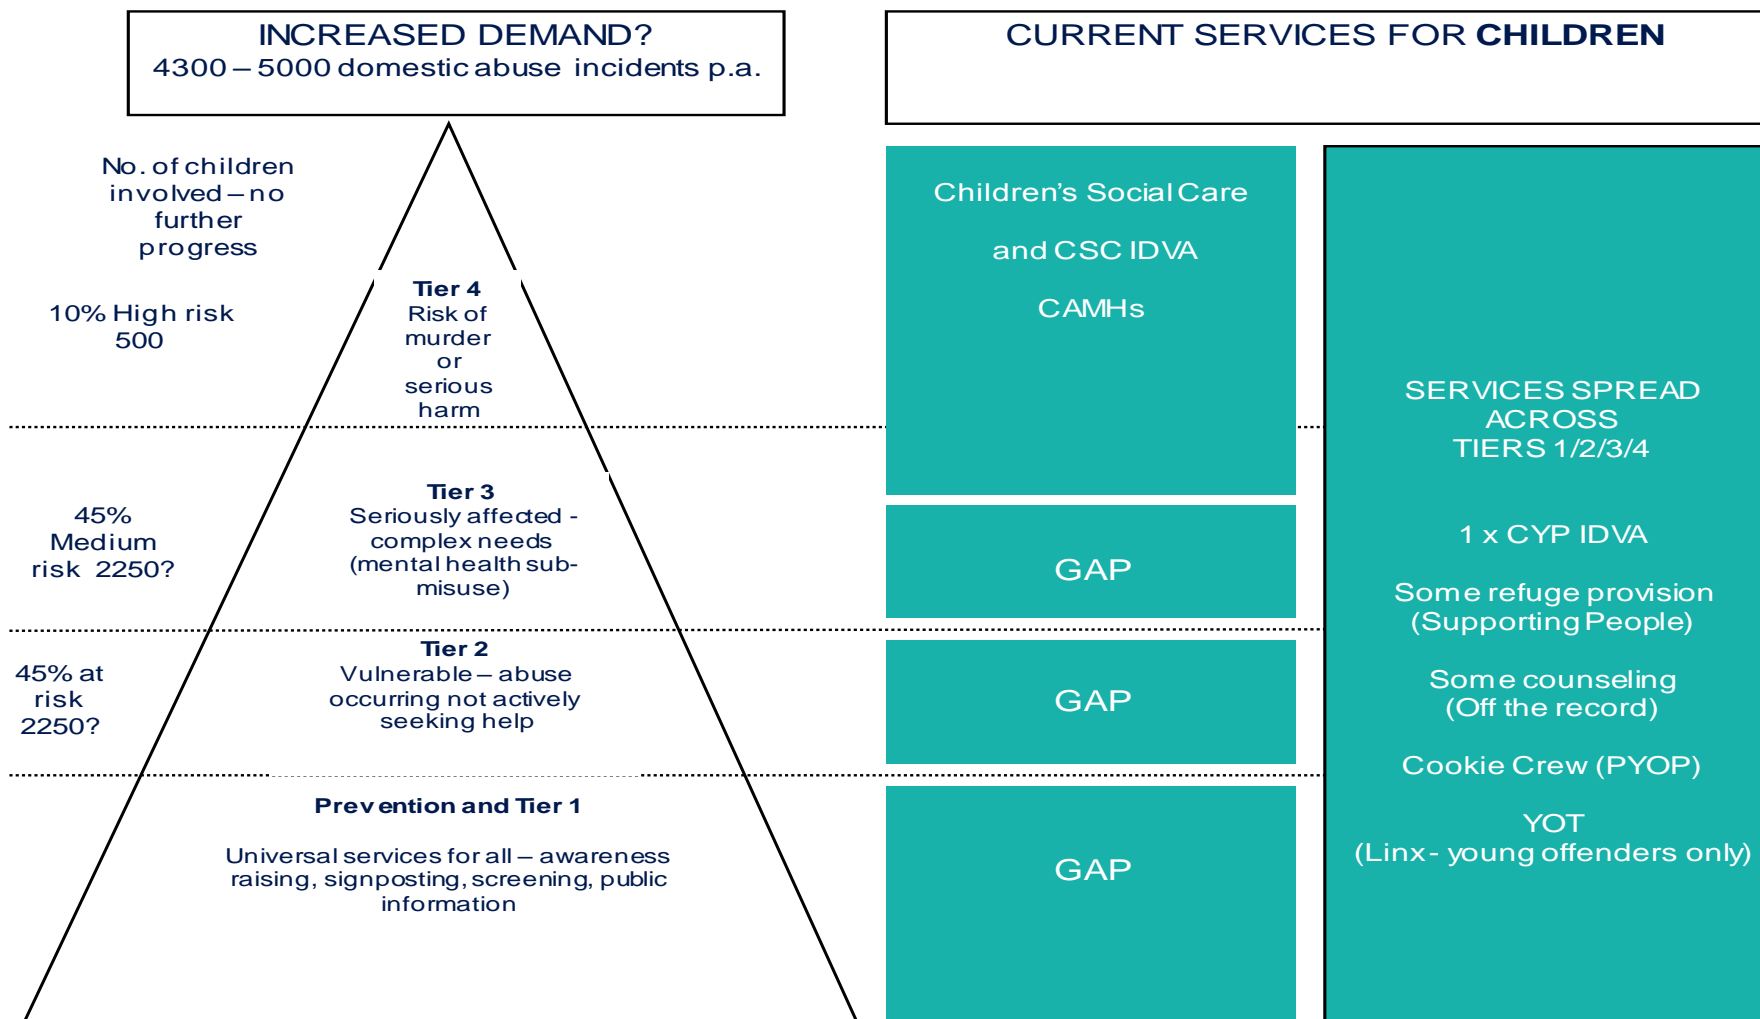 INCREASED DEMAND?
4300 – 5000 domestic abuse incidents p.a.
CURRENT SERVICES FOR CHILDREN
No. of children
involved – no
further
progress
10% High risk
500
Tier 4
Risk of
murder
or
serious
harm
45%
Medium
risk 2250?
Tier 3
Seriously affected -
complex needs
(mental health sub-
misuse)
45% at
risk
2250?
Tier 2
Vulnerable – abuse
occurring not actively
seeking help
Prevention and Tier 1
Universal services for all – awareness
raising, signposting, screening, public
information
Children's Social Care
and CSC IDVA
CAMHs
GAP
GAP
GAP
SERVICES SPREAD
ACROSS
TIERS 1/2/3/4
1 x CYP IDVA
Some refuge provision
(Supporting People)
Some counseling
(Off the record)
Cookie Crew (PYOP)
YOT
(Linx - young offenders only)